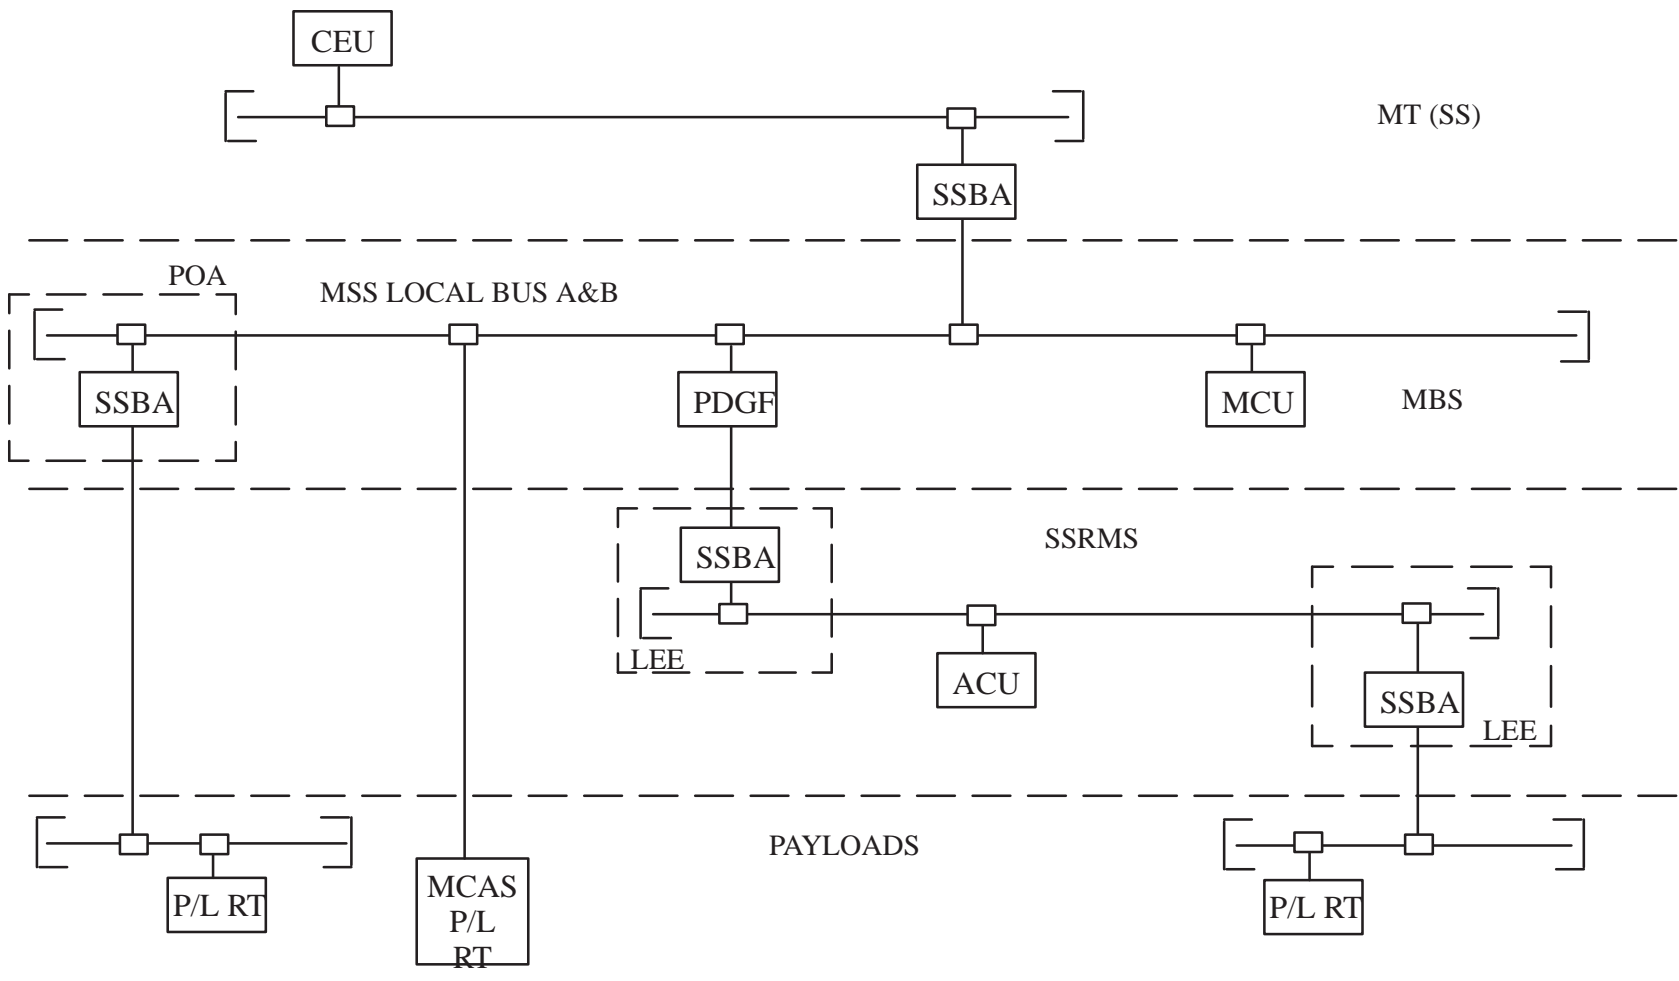 CEU
MT (SS)
SSBA
POA
MSS LOCAL BUS A&B
SSBA
PDGF
MCU
MBS
SSRMS
SSBA
LEE
ACU
SSBA
LEE
PAYLOADS
P/L RT
MCAS
P/L
RT
P/L RT